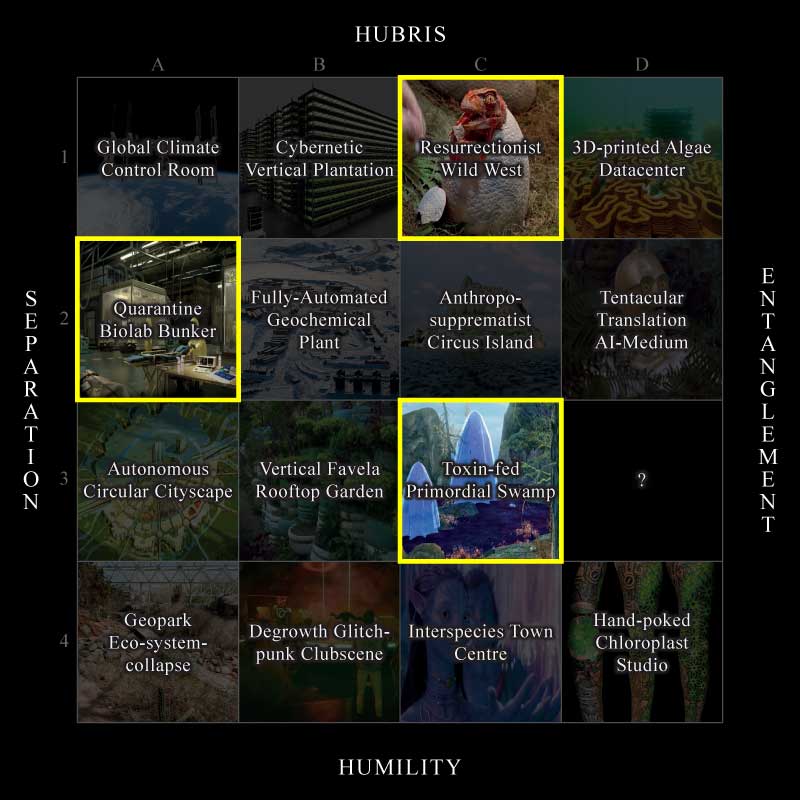 HUBRIS
A B C D
1
Global Climate
Control Room
Cybernetic
Vertical Plantation
Resurrectionist
Wild West
3D-printed Algae
Datacenter
SEPARATION
ENTANGLEMENT
2
Quarantine
Biolab Bunker
Fully-Automated
Geochemical
Plant
Anthropo-
supprematist
Circus Island
Tentacular
Translation
AI-Medium
3
Autonomous
Circular Cityscape
Vertical Favela
Rooftop Garden
Toxin-fed
Primordial Swamp
?
4
Geopark
Eco-system-
collapse
Degrowth Glitch-
punk Clubscene
Interspecies Town
Centre
Hand-poked
Chloroplast
Studio
HUMILITY